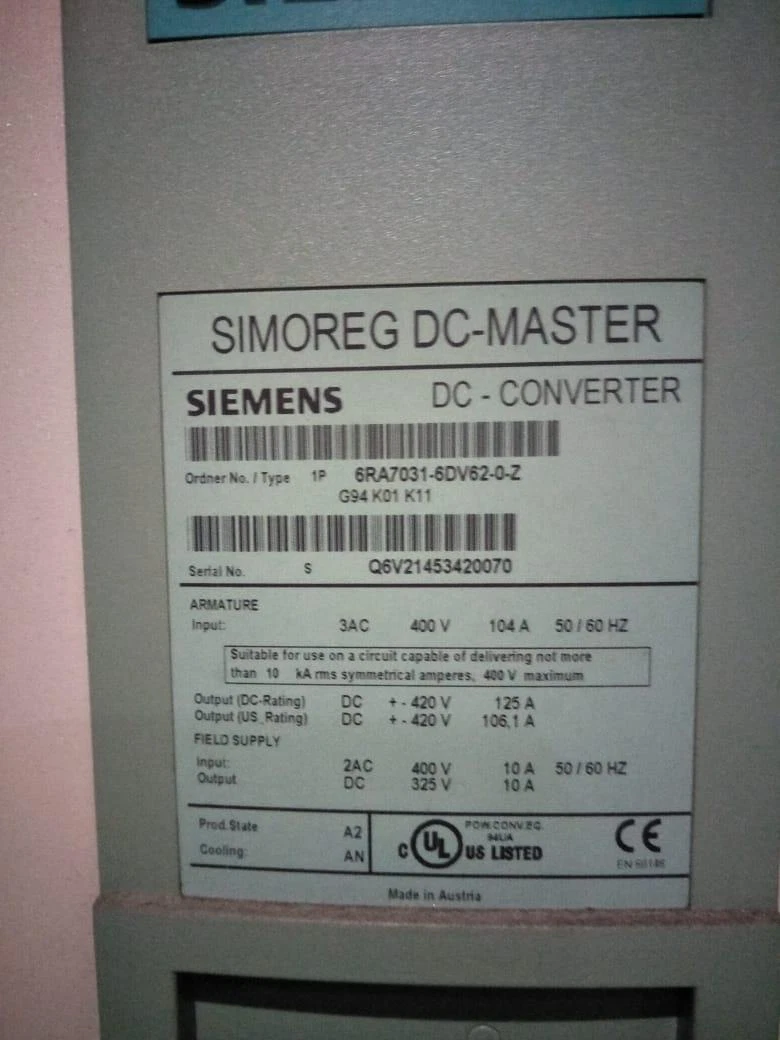 SIMOREG DC-MASTER
SIEMENS DC - CONVERTER
Ordner No. / Type 1P 6RA7031-6DV62-0-Z
G94 K01 K11
Serial No. S Q6V21453420070
ARMATURE
Input: 3AC 400 V 104 A 50 / 60 HZ
Suitable for use on a circuit capable of delivering not more
than 10 kA rms symmetrical amperes, 400 V maximum
Output (DC-Rating) DC + - 420 V 125 A
Output (US_Rating) DC + - 420 V 106,1 A
FIELD SUPPLY
Input: 2AC 400 V 10 A 50 / 60 HZ
Output DC 325 V 10 A
Prod.State A2
Cooling: AN
POW.CONV.EQ.
C UL US LISTED
CE
Made in Austria